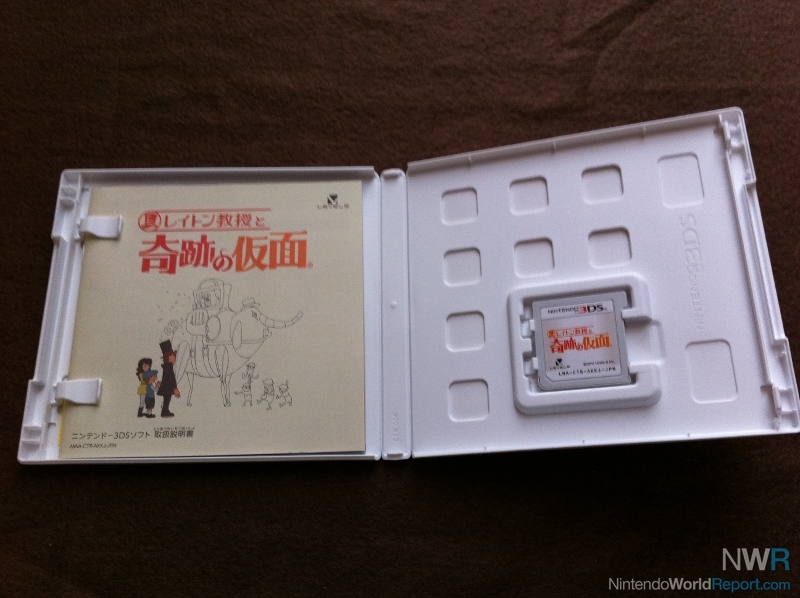 LEVEL5
レイトン教授と
奇跡の仮面
ニンテンドー3DSソフト 取扱説明書
NINTENDO 3DS
NINTENDO 3DS
レイトン教授と
奇跡の仮面
LEVEL5
NWR
NintendoWorldReport.com